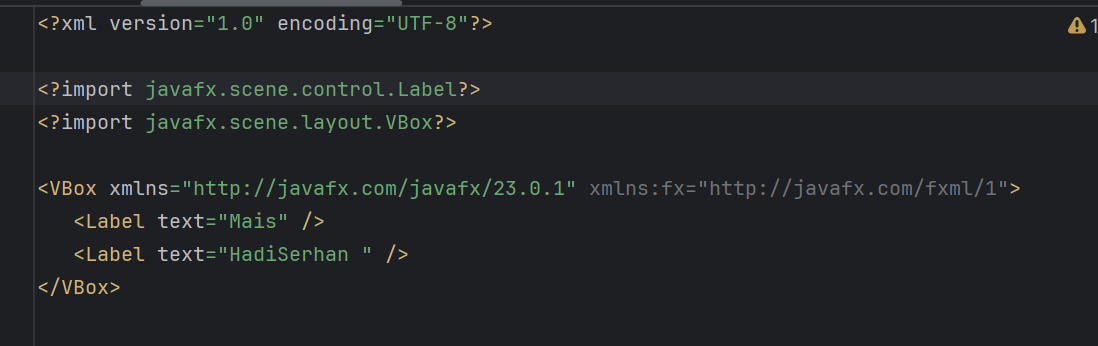 <?xml version="1.0" encoding="UTF-8"?>
1
<?import javafx.scene.control.Label?>
<?import javafx.scene.layout.VBox?>
<VBox xmlns="http://javafx.com/javafx/23.0.1" xmlns:fx="http://javafx.com/fxml/1">
<Label text="Mais" />
<Label text="HadiSerhan " />
</VBox>